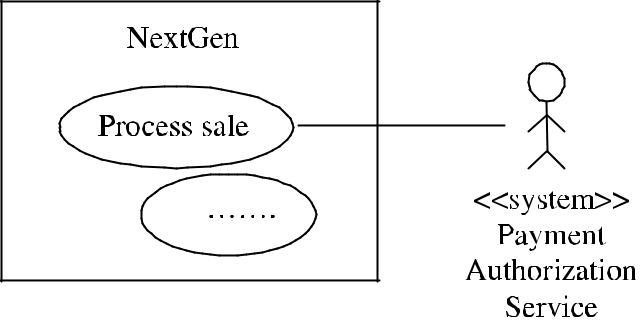 NextGen
Process sale
.......
<<system>>
Payment
Authorization
Service